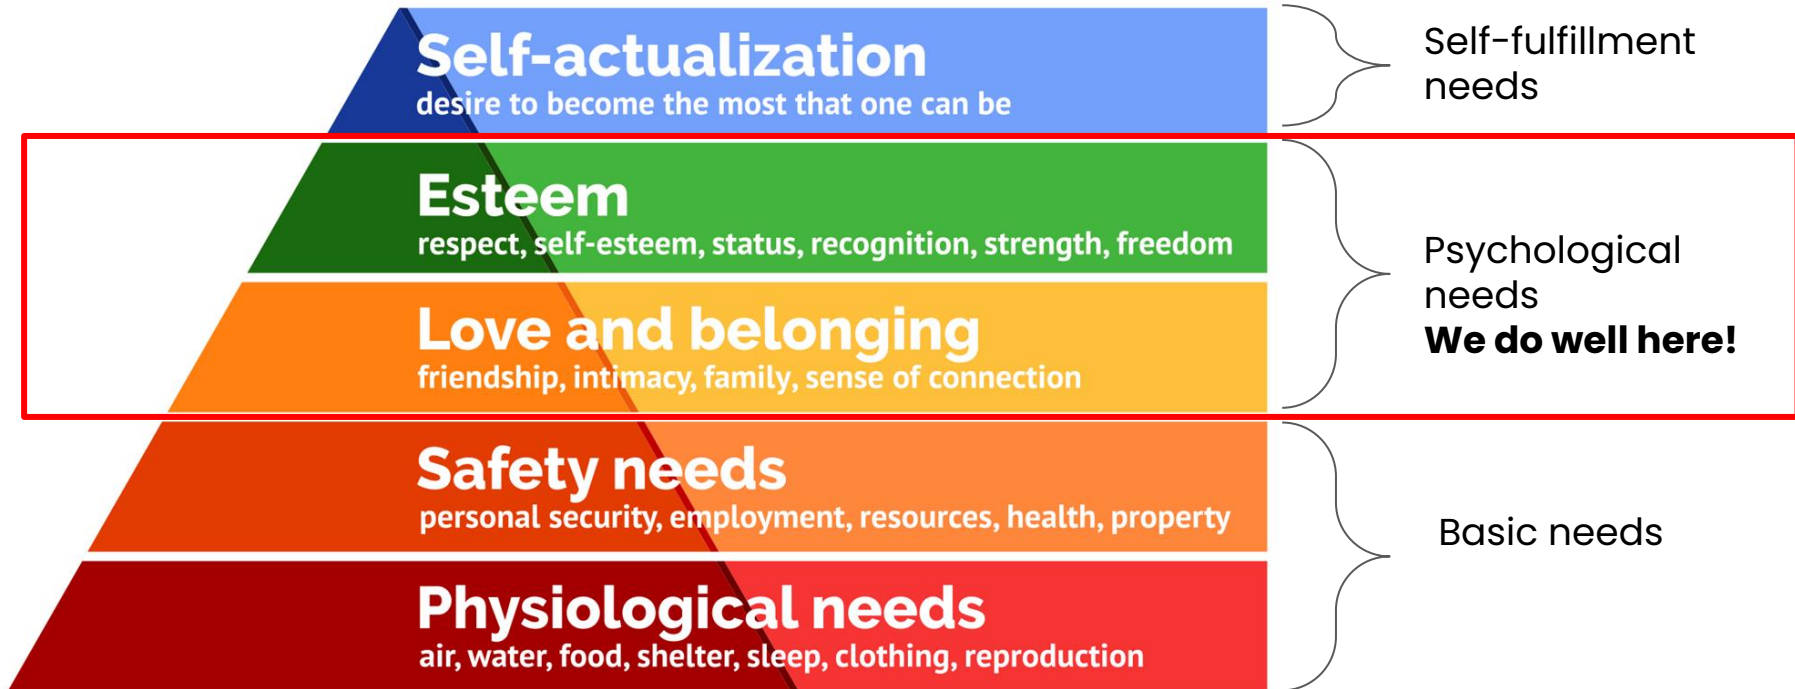 Self-actualization
desire to become the most that one can be
Self-fulfillment
needs
Esteem
respect, self-esteem, status, recognition, strength, freedom
Love and belonging
friendship, intimacy, family, sense of connection
Psychological
needs
We do well here!
Safety needs
personal security, employment, resources, health, property
Physiological needs
air, water, food, shelter, sleep, clothing, reproduction
Basic needs